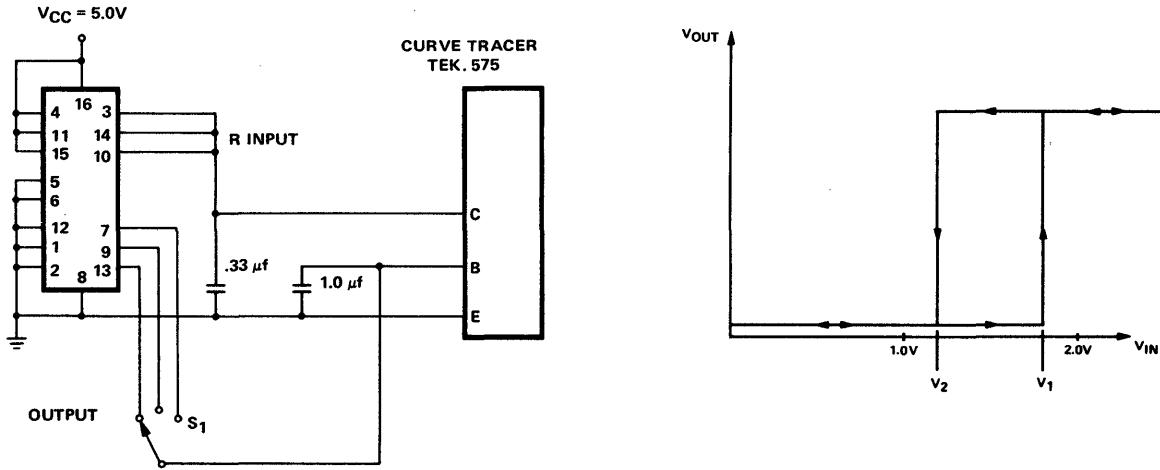 VCC = 5.0V
16
4
11
15
5
6
12
1
2
3
14
10
7
9
13
8
R INPUT
.33 μf
1.0 μf
CURVE TRACER
TEK. 575
C
B
E
OUTPUT
S1
VOUT
1.0V
2.0V
VIN
V2
V1